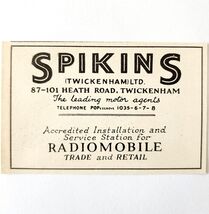 SPIKINS
(TWICKENHAM) LTD.
87-101 HEATH ROAD, TWICKENHAM
The leading motor agents
TELEPHONE POPESGROVE 1035-6-7-8
Accredited Installation and
Service Station for
RADIOMOBILE
TRADE and RETAIL